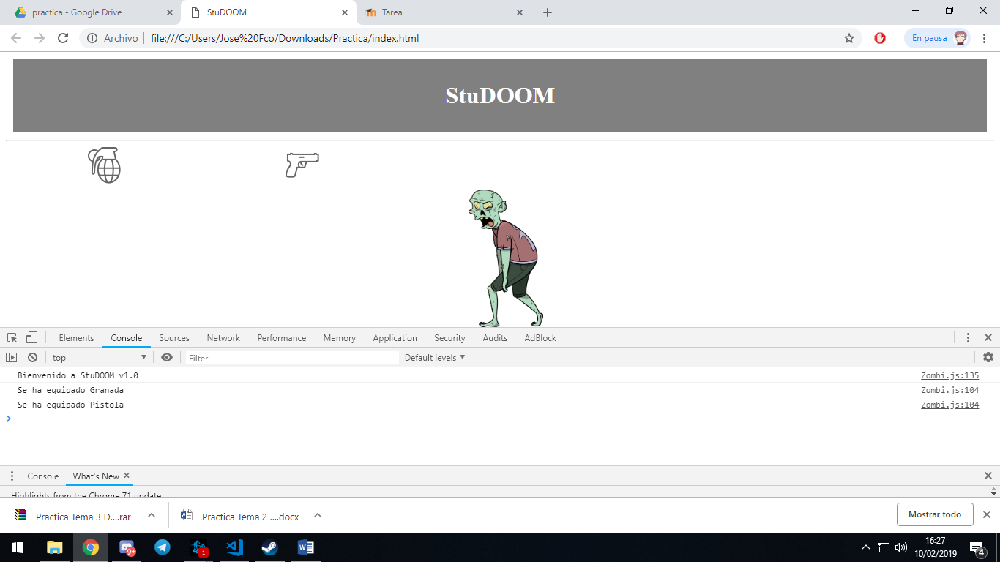 practica - Google Drive
StuDOOM
Tarea
Archivo
file:///C:/Users/Jose%20Fco/Downloads/Practica/index.html
En pausa
StuDOOM
Elements Console Sources Network Performance Memory Application Security Audits AdBlock
top
Filter
Default levels
Bienvenido a StuDOOM v1.0 Zombi.js:135
Se ha equipado Granada Zombi.js:104
Se ha equipado Pistola Zombi.js:104
Console What's New
Highlights from the Chrome 71 update
Practica Tema 3 D....rar
Practica Tema 2 ....docx
Mostrar todo
9+
1
16:27
10/02/2019
4